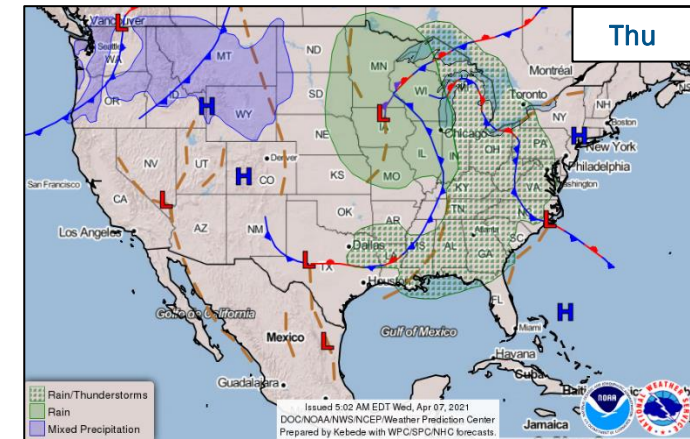 Thu
Vancouver
Seattle
WA
MT
ND
MN
Montréal
OR
ID
SD
WI
MI
Toronto
NH
WY
NY
Boston
H
L
IA
Chicago
H
New York
NE
PA
NV
UT
Denver
IL
IN
OH
Philadelphia
San Francisco
H
CO
KS
MO
KY
VA
Washington
CA
L
OK
TN
NC
Los Angeles
AZ
NM
AR
Atlanta
SC
L
L
Dallas
MS
AL
GA
TX
Houston
FL
Golfo de California
H
Mexico
L
Gulf of Mexico
Miami
Havana
Guadalajara
Cuba
Jamaica
Rain/Thunderstorms
Rain
Mixed Precipitation
Issued 5:02 AM EDT Wed, Apr 07, 2021
DOC/NOAA/NWS/NCEP/Weather Prediction Center
Prepared by Kebede with WPC/SPC/NHC forecasts.
NOAA
NATIONAL WEATHER SERVICE